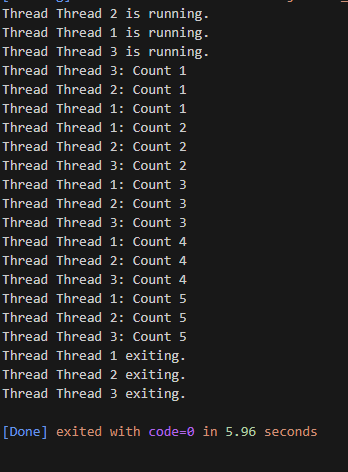 Thread Thread 2 is running.
Thread Thread 1 is running.
Thread Thread 3 is running.
Thread Thread 3: Count 1
Thread Thread 2: Count 1
Thread Thread 1: Count 1
Thread Thread 1: Count 2
Thread Thread 2: Count 2
Thread Thread 3: Count 2
Thread Thread 1: Count 3
Thread Thread 2: Count 3
Thread Thread 3: Count 3
Thread Thread 1: Count 4
Thread Thread 2: Count 4
Thread Thread 3: Count 4
Thread Thread 1: Count 5
Thread Thread 2: Count 5
Thread Thread 3: Count 5
Thread Thread 1 exiting.
Thread Thread 2 exiting.
Thread Thread 3 exiting.
[Done] exited with code=0 in 5.96 seconds